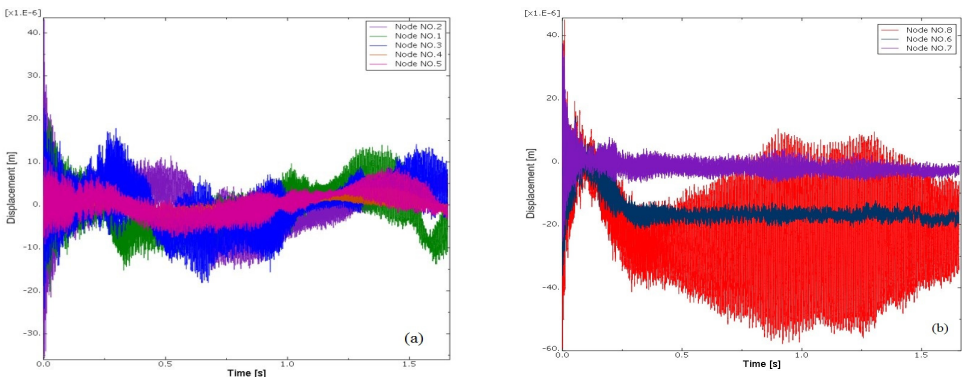 [x1.E-6]
40.
30.
20.
10.
0.
-10.
-20.
-30.
Displacement [m]
0.0
0.5
1.0
1.5
Time [s]
Node NO.2
Node NO.1
Node NO.3
Node NO.4
Node NO.5
(a)
[x1.E-6]
40.
20.
0.
-20.
-40.
-60.
Displacement [m]
0.0
0.5
1.0
1.5
Time [s]
Node NO.8
Node NO.6
Node NO.7
(b)